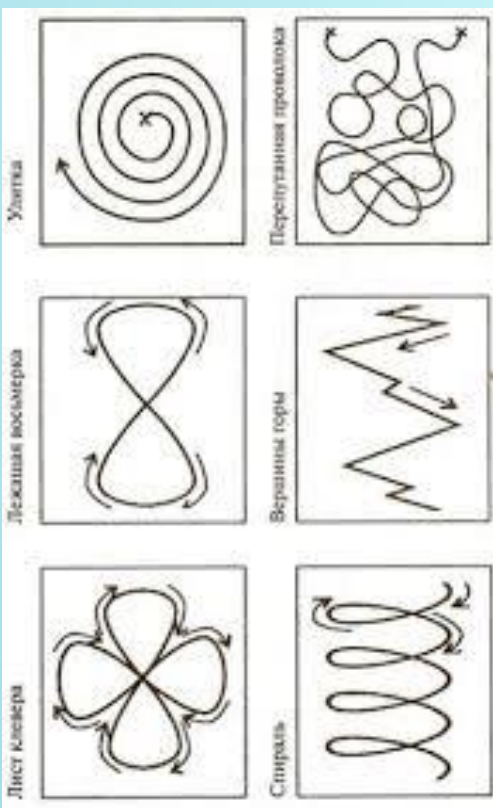 Лист клевера
Лежащая восьмерка
Улитка
Спираль
Вершины горы
Перепутанная проволока